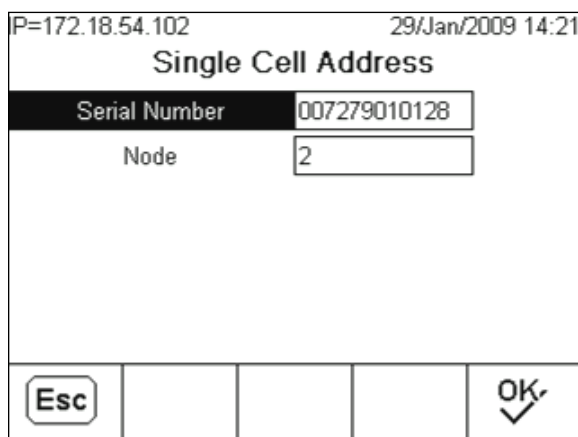 IP=172.18.54.102 29/Jan/2009 14:21
Single Cell Address
Serial Number 007279010128
Node 2
Esc OK